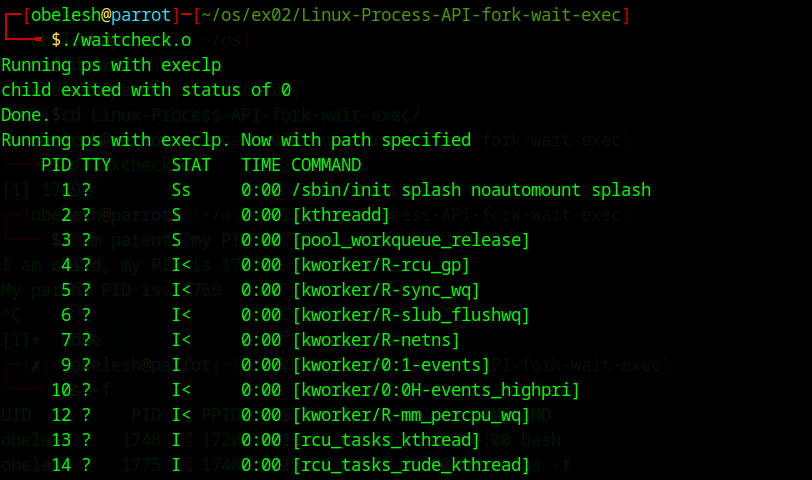 ┌─[obelesh@parrot]─[~/os/ex02/Linux-Process-API-fork-wait-exec]
└──╼ $./waitcheck.o
Running ps with execlp
child exited with status of 0
Done.
Running ps with execlp. Now with path specified
    PID TTY      STAT   TIME COMMAND
      1 ?        Ss     0:00 /sbin/init splash noautomount splash
      2 ?        S      0:00 [kthreadd]
      3 ?        S      0:00 [pool_workqueue_release]
      4 ?        I<     0:00 [kworker/R-rcu_gp]
      5 ?        I<     0:00 [kworker/R-sync_wq]
      6 ?        I<     0:00 [kworker/R-slub_flushwq]
      7 ?        I<     0:00 [kworker/R-netns]
      9 ?        I      0:00 [kworker/0:1-events]
     10 ?        I<     0:00 [kworker/0:0H-events_highpri]
     12 ?        I<     0:00 [kworker/R-mm_percpu_wq]
     13 ?        I      0:00 [rcu_tasks_kthread]
     14 ?        I      0:00 [rcu_tasks_rude_kthread]